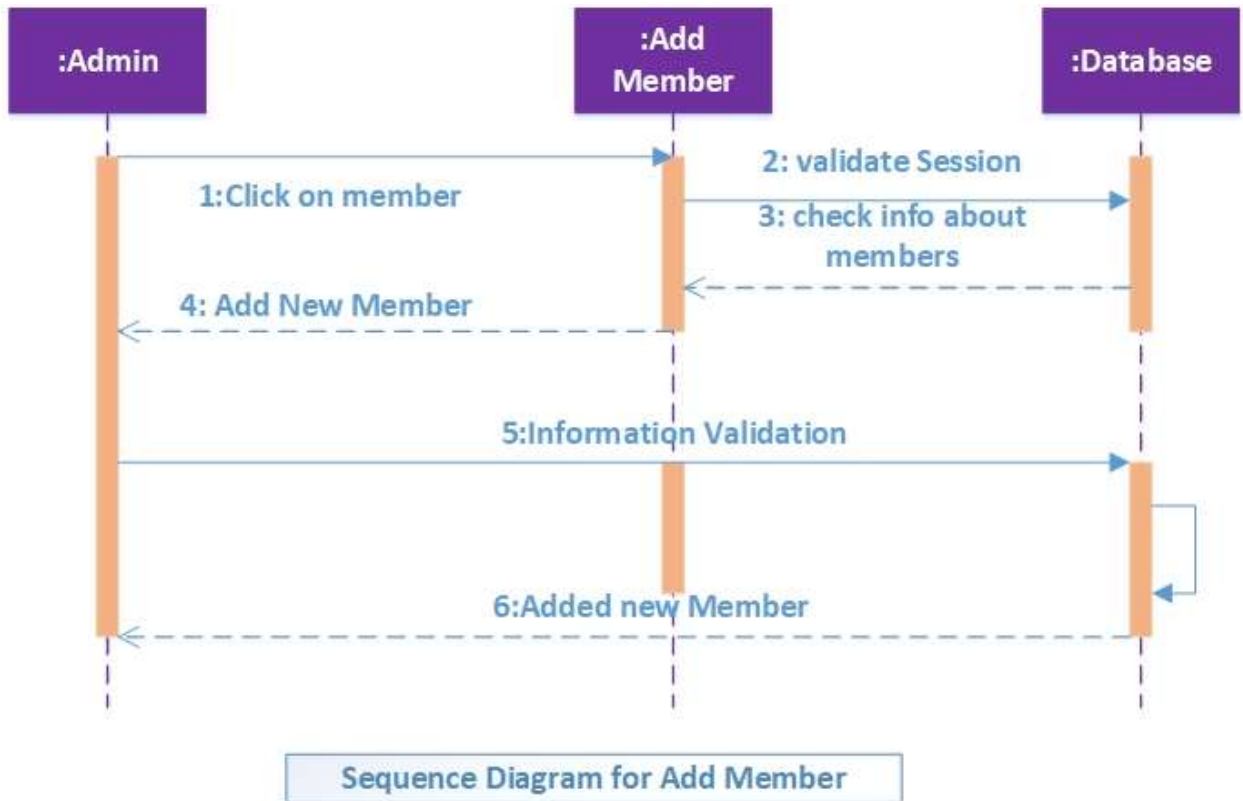 :Admin
:Add
Member
:Database
1:Click on member
2: validate Session
3: check info about
members
4: Add New Member
5:Information Validation
6:Added new Member
Sequence Diagram for Add Member